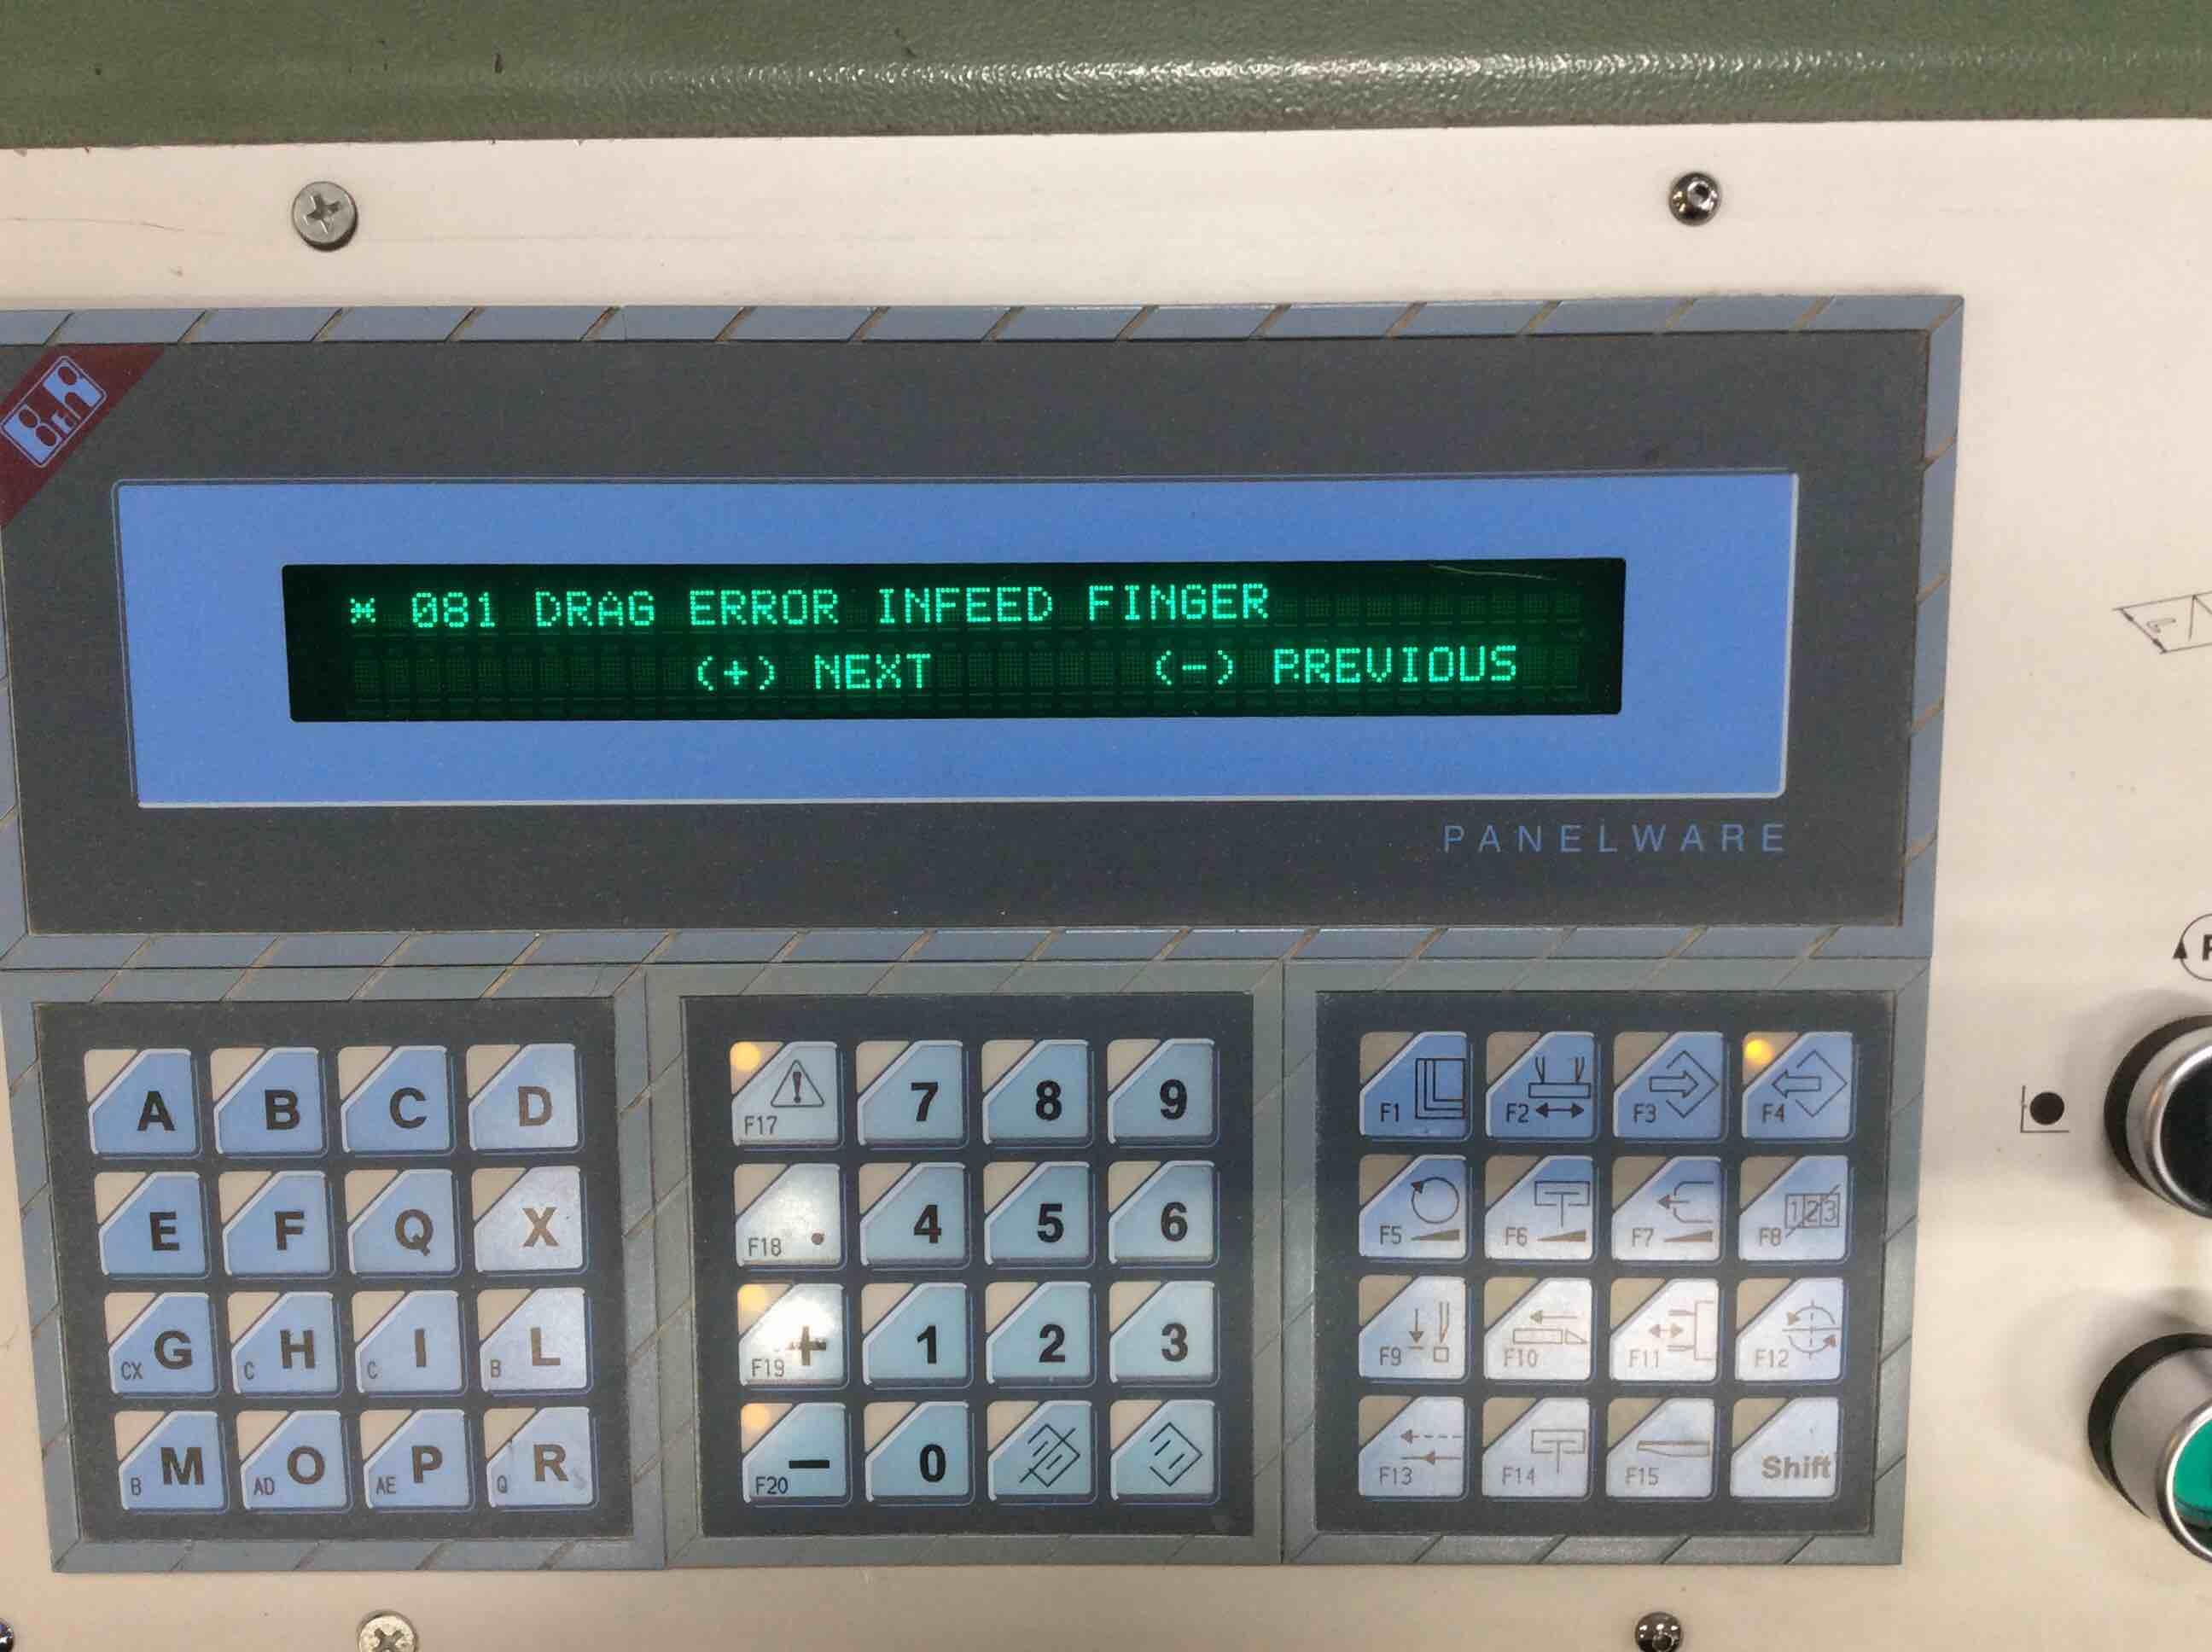 B&R
* 081 DRAG ERROR INFEED FINGER
(+) NEXT (-) PREVIOUS
PANELWARE
A B C D
E F Q X
CX G C H C I B L
B M AD O AE P Q R
F17 7 8 9
F18 . 4 5 6
F19 + 1 2 3
F20 - 0
F1 F2 F3 F4
F5 F6 F7 F8 123
F9 F10 F11 F12
F13 F14 F15 Shift